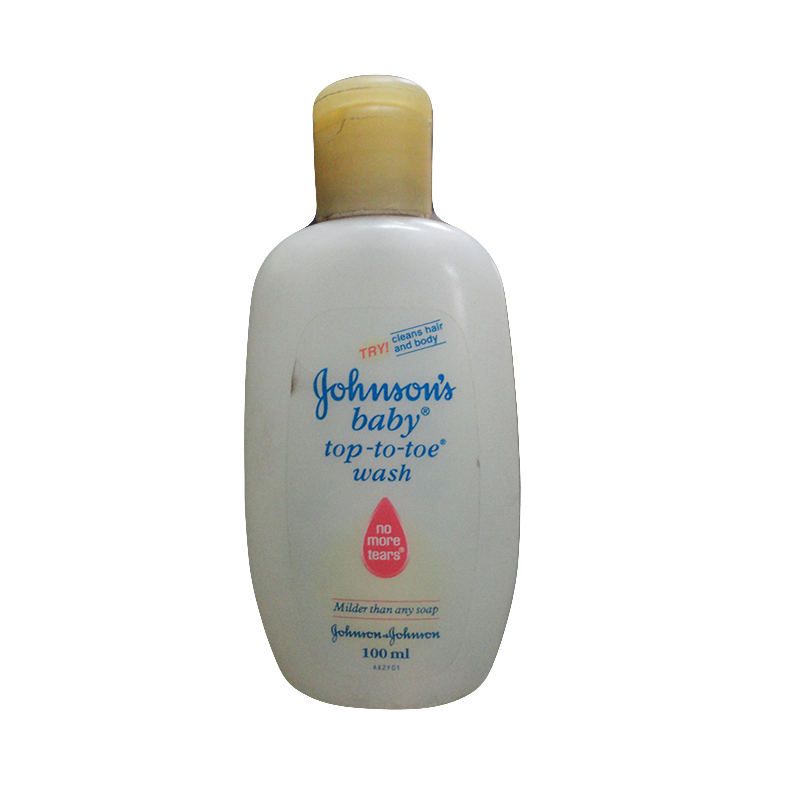 TRY! cleans hair
and body
Johnson's
baby®
top-to-toe®
wash
no
more
tears®
Milder than any soap
Johnson & Johnson
100 ml